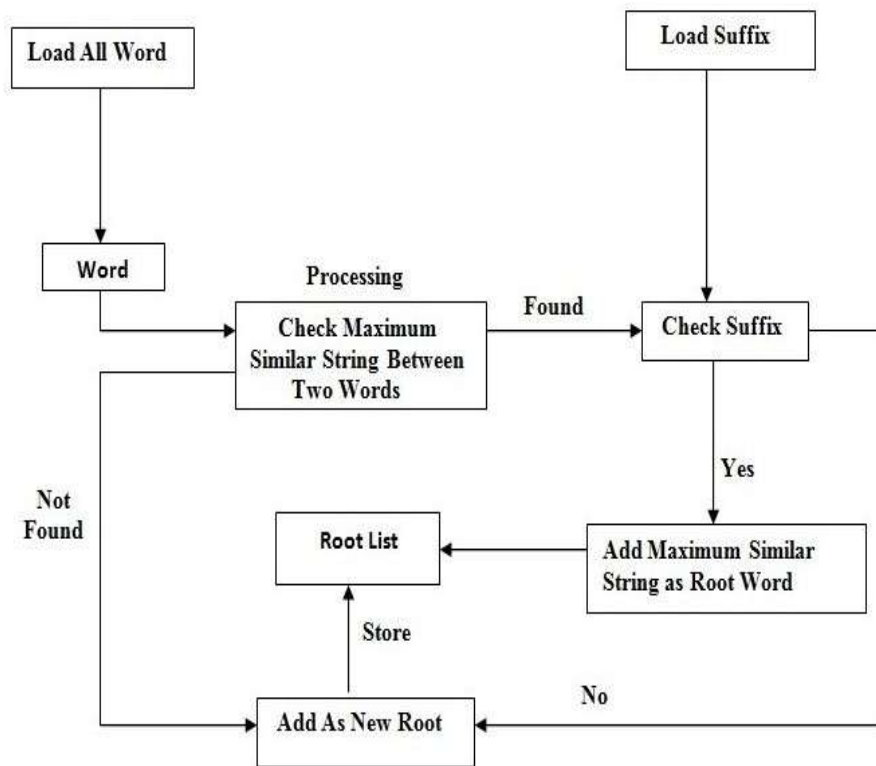 Load All Word
Load Suffix
Word
Processing
Check Maximum
Similar String Between
Two Words
Found
Check Suffix
Yes
Not
Found
Root List
Add Maximum Similar
String as Root Word
Store
No
Add As New Root